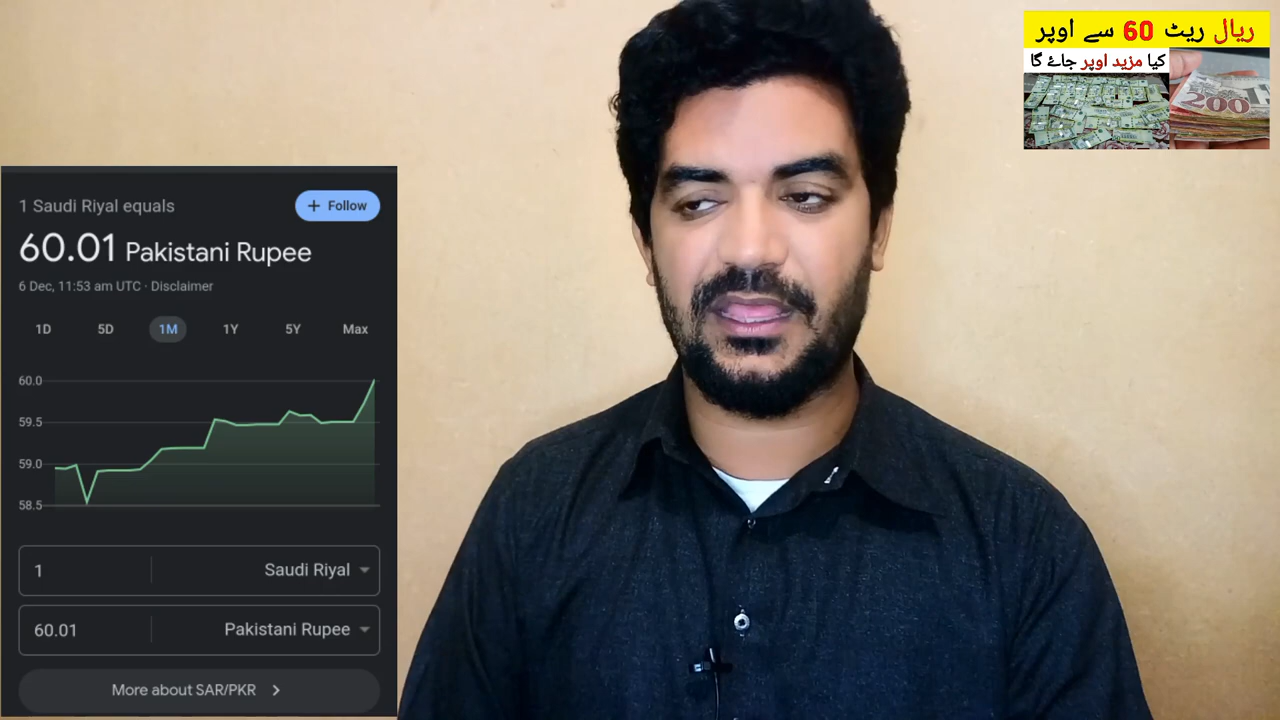 ریال ریٹ 60 سے اوپر
کیا مزید اوپر جائے گا
200
1 Saudi Riyal equals
+ Follow
60.01 Pakistani Rupee
6 Dec, 11:53 am UTC · Disclaimer
1D 5D 1M 1Y 5Y Max
60.0
59.5
59.0
58.5
1 Saudi Riyal
60.01 Pakistani Rupee
More about SAR/PKR >